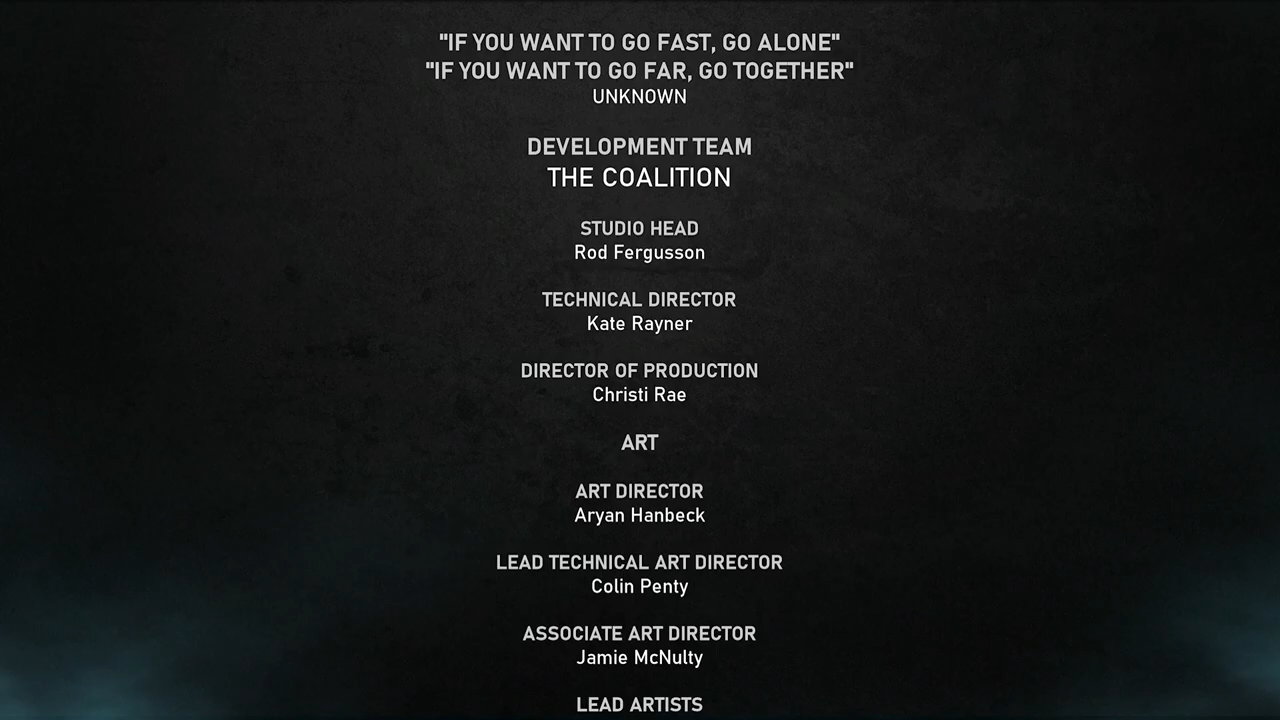 "IF YOU WANT TO GO FAST, GO ALONE"
"IF YOU WANT TO GO FAR, GO TOGETHER"
UNKNOWN
DEVELOPMENT TEAM
THE COALITION
STUDIO HEAD
Rod Fergusson
TECHNICAL DIRECTOR
Kate Rayner
DIRECTOR OF PRODUCTION
Christi Rae
ART
ART DIRECTOR
Aryan Hanbeck
LEAD TECHNICAL ART DIRECTOR
Colin Penty
ASSOCIATE ART DIRECTOR
Jamie McNulty
LEAD ARTISTS